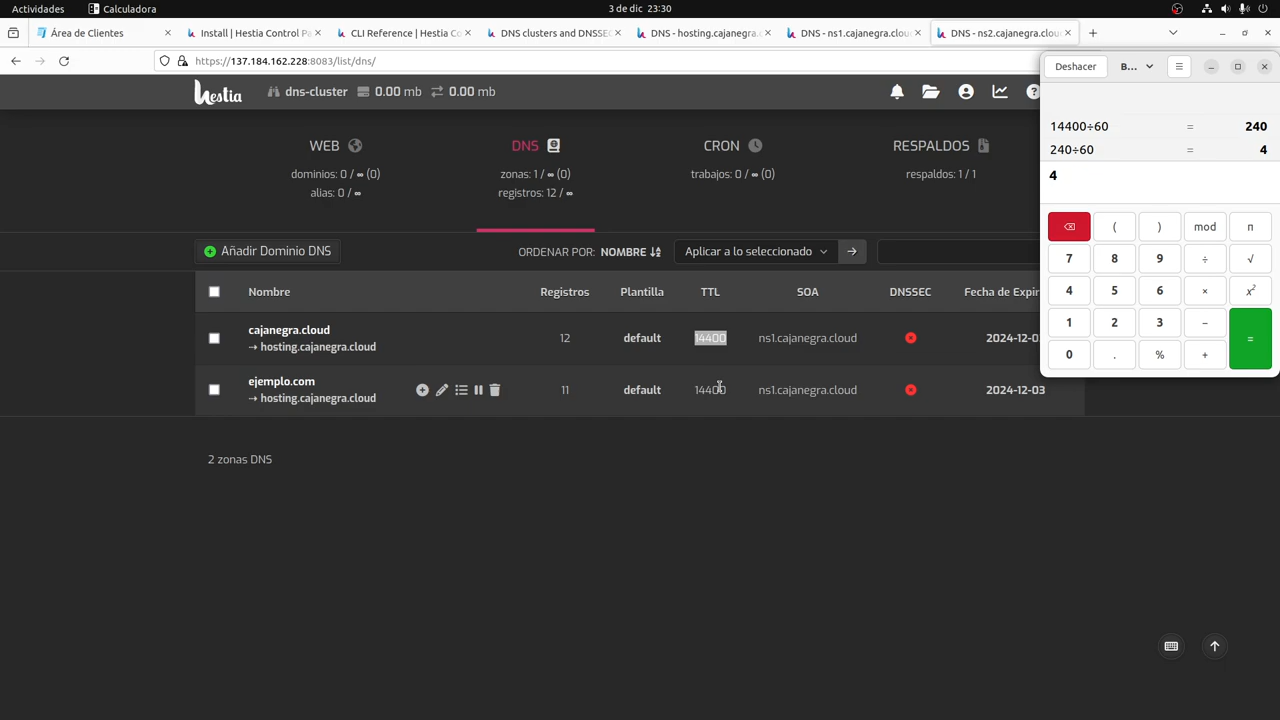 Actividades
Calculadora
3 de dic 23:30
Área de Clientes
Install | Hestia Control Pa
CLI Reference | Hestia Co
DNS clusters and DNSSEC
DNS - hosting.cajanegra.c
DNS - ns1.cajanegra.clou
DNS - ns2.cajanegra.clou
https://137.184.162.228:8083/list/dns/
Hestia
dns-cluster
0.00 mb
0.00 mb
WEB
dominios: 0 / ∞ (0)
alias: 0 / ∞
DNS
zonas: 1 / ∞ (0)
registros: 12 / ∞
CRON
trabajos: 0 / ∞ (0)
RESPALDOS
respaldos: 1 / 1
Añadir Dominio DNS
ORDENAR POR: NOMBRE
Aplicar a lo seleccionado
Nombre Registros Plantilla TTL SOA DNSSEC Fecha de Expir
cajanegra.cloud
→ hosting.cajanegra.cloud
12 default 14400 ns1.cajanegra.cloud 2024-12-0
ejemplo.com
→ hosting.cajanegra.cloud
11 default 14400 ns1.cajanegra.cloud 2024-12-03
2 zonas DNS
Deshacer
B...
14400÷60 = 240
240÷60 = 4
4
( ) mod π
7 8 9 ÷ √
4 5 6 × x²
1 2 3 − =
0 . % +